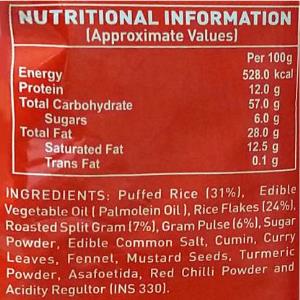 NUTRITIONAL INFORMATION
(Approximate Values)
Per 100g
Energy 528.0 kcal
Protein 12.0 g
Total Carbohydrate 57.0 g
Sugars 6.0 g
Total Fat 28.0 g
Saturated Fat 12.5 g
Trans Fat 0.1 g
INGREDIENTS: Puffed Rice (31%), Edible
Vegetable Oil ( Palmolein Oil ), Rice Flakes (24%),
Roasted Split Gram (7%), Gram Pulse (6%), Sugar
Powder, Edible Common Salt, Cumin, Curry
Leaves, Fennel, Mustard Seeds, Turmeric
Powder, Asafoetida, Red Chilli Powder and
Acidity Regultor (INS 330).